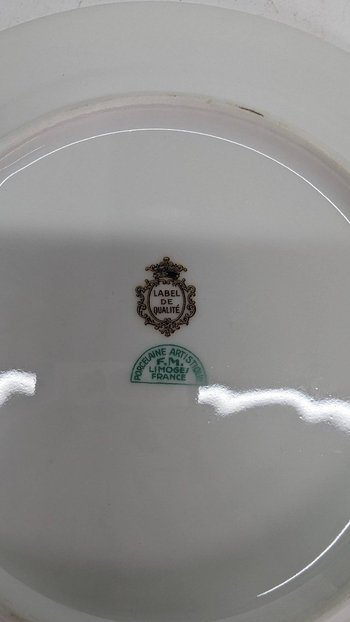 LABEL
DE
QUALITÉ
PORCELAINE ARTISTIQUE
F.M.
LIMOGES
FRANCE